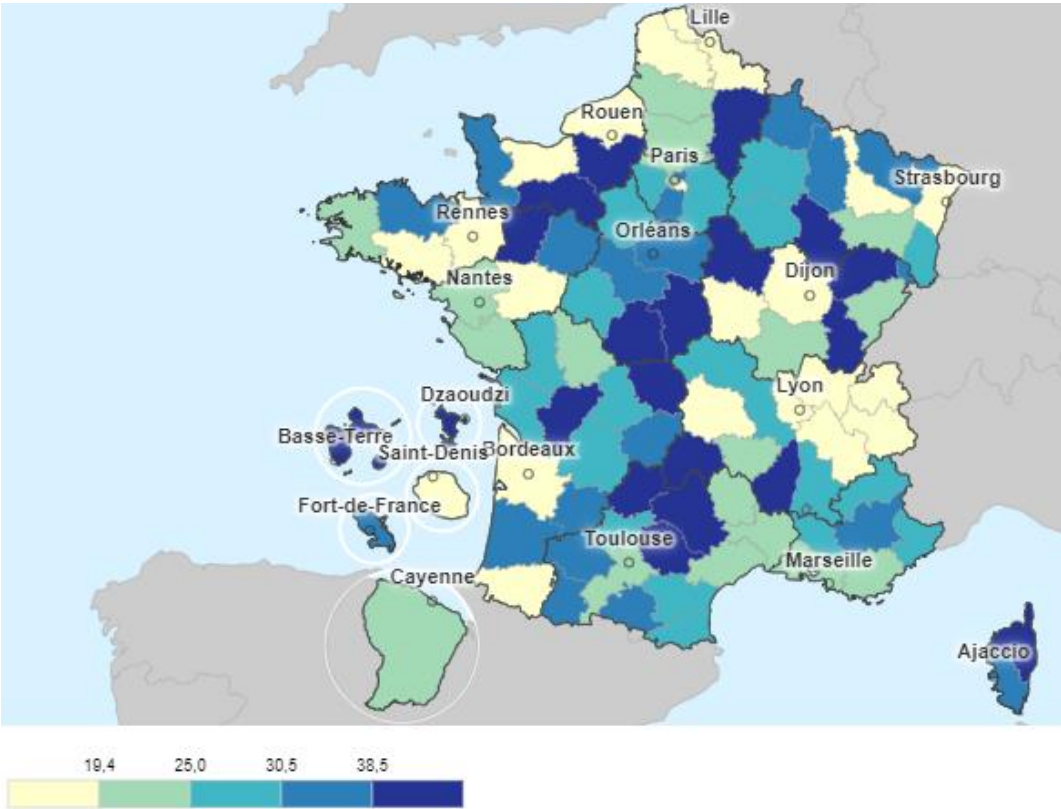 Lille
Rouen
Paris
Strasbourg
Rennes
Orléans
Nantes
Dijon
Lyon
Dzaoudzi
Basse-Terre
Saint-Denis
Bordeaux
Fort-de-France
Toulouse
Marseille
Cayenne
Ajaccio
19,4 25,0 30,5 38,5